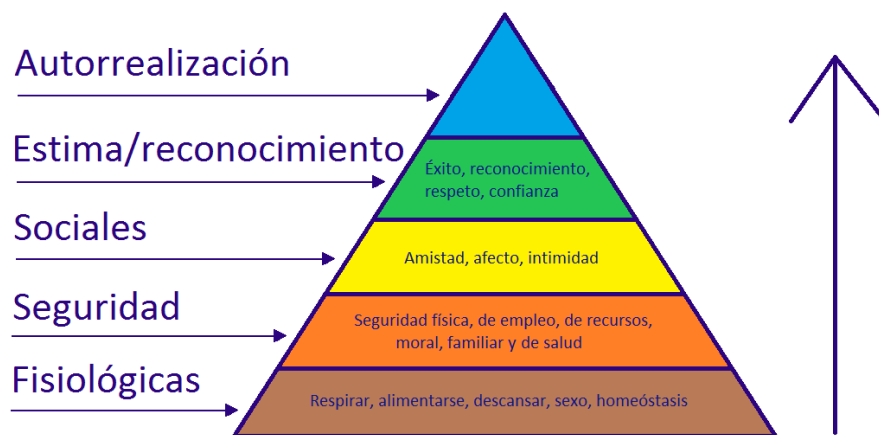 Autorrealización
Estima/reconocimiento
Éxito, reconocimiento,
respeto, confianza
Sociales
Amistad, afecto, intimidad
Seguridad
Seguridad física, de empleo, de recursos,
moral, familiar y de salud
Fisiológicas
Respirar, alimentarse, descansar, sexo, homeóstasis